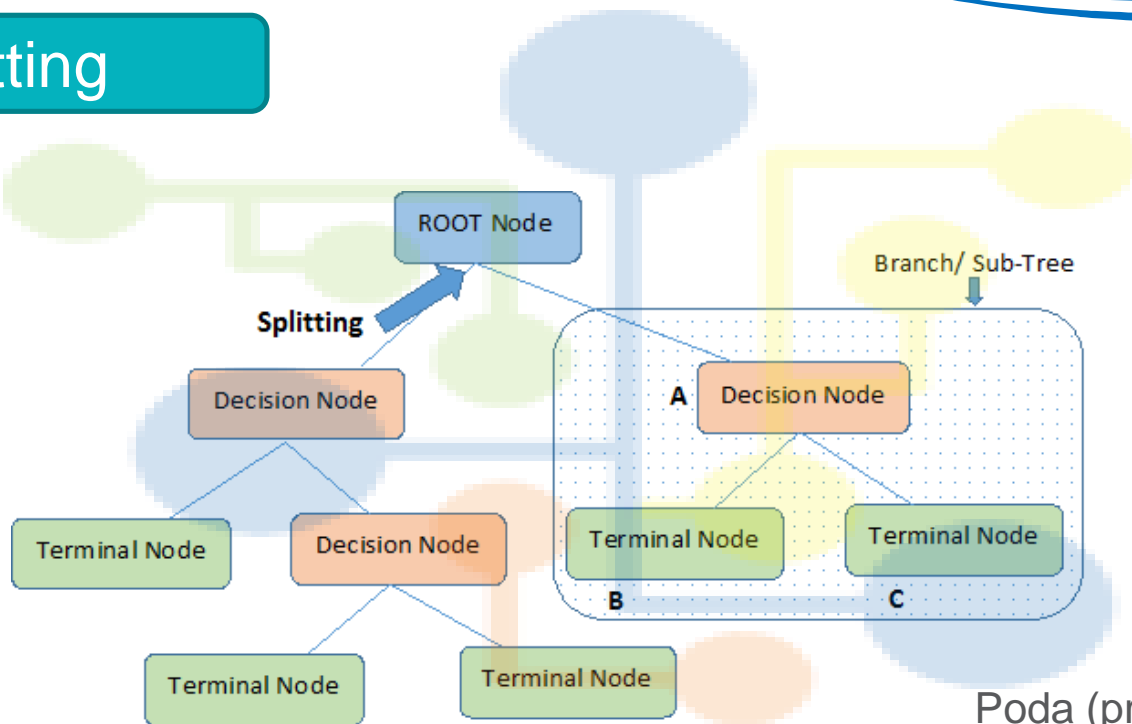 tting
ROOT Node
Branch/ Sub-Tree
Splitting
Decision Node
A Decision Node
Terminal Node
Decision Node
Terminal Node
Terminal Node
B
C
Terminal Node
Terminal Node
Poda (pr